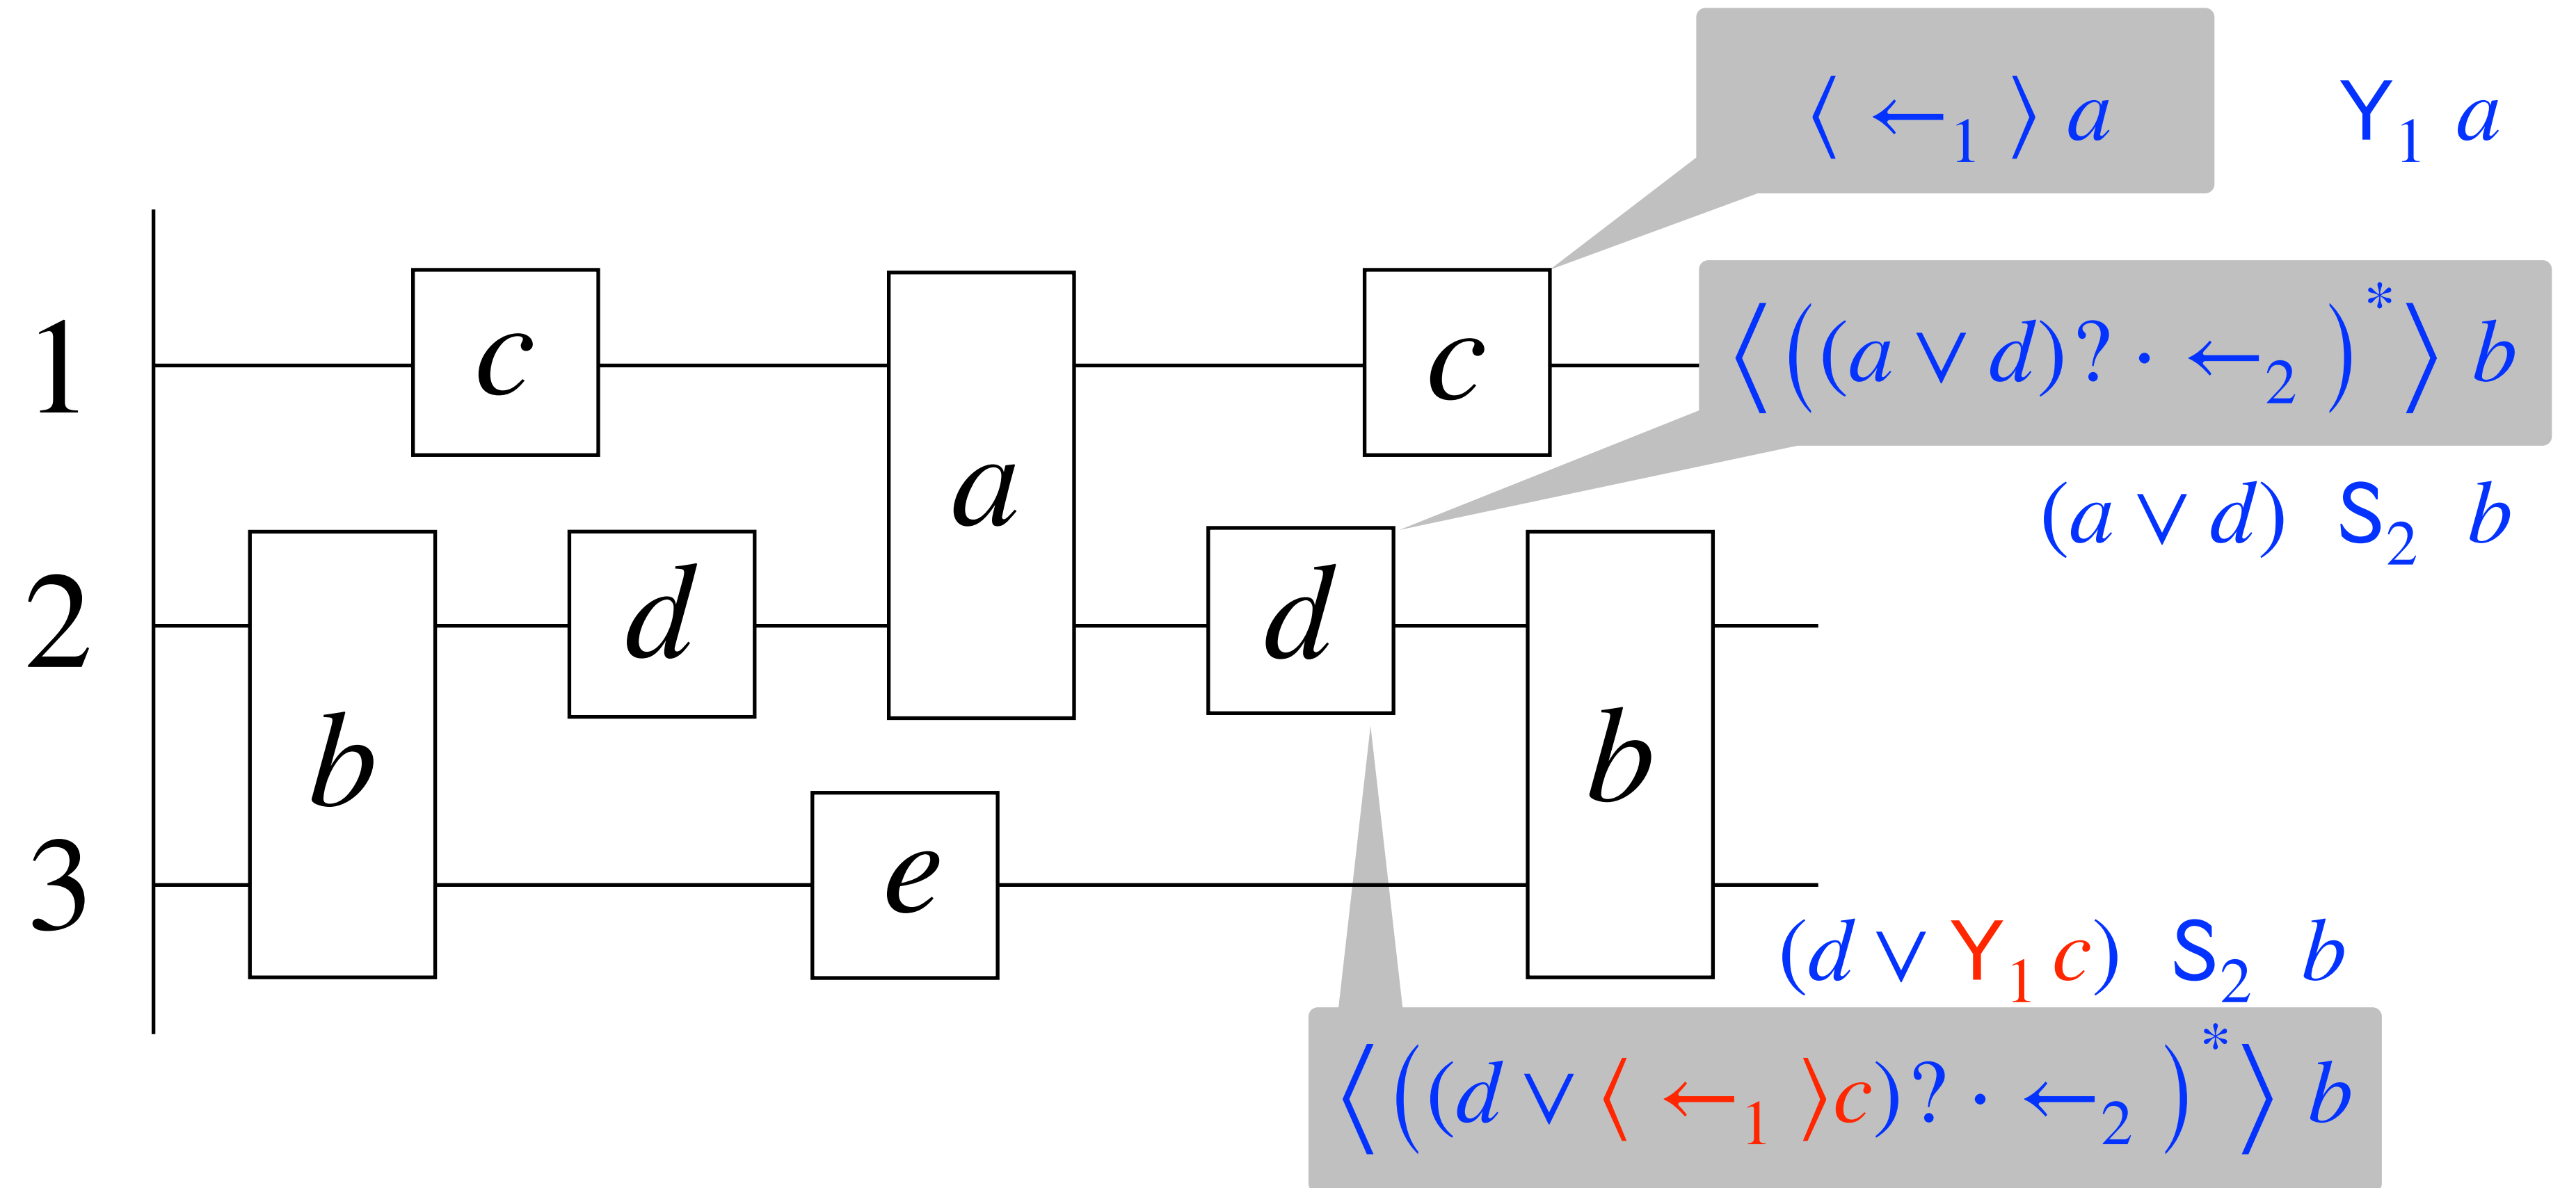 ⟨ ←₁ ⟩ a    Y₁ a
1 c a c ⟨((a ∨ d)? · ←₂ )*⟩ b
(a ∨ d) S₂ b
2 b d d b
3 e
(d ∨ Y₁ c) S₂ b
⟨((d ∨ ⟨ ←₁ ⟩c)? · ←₂ )*⟩ b